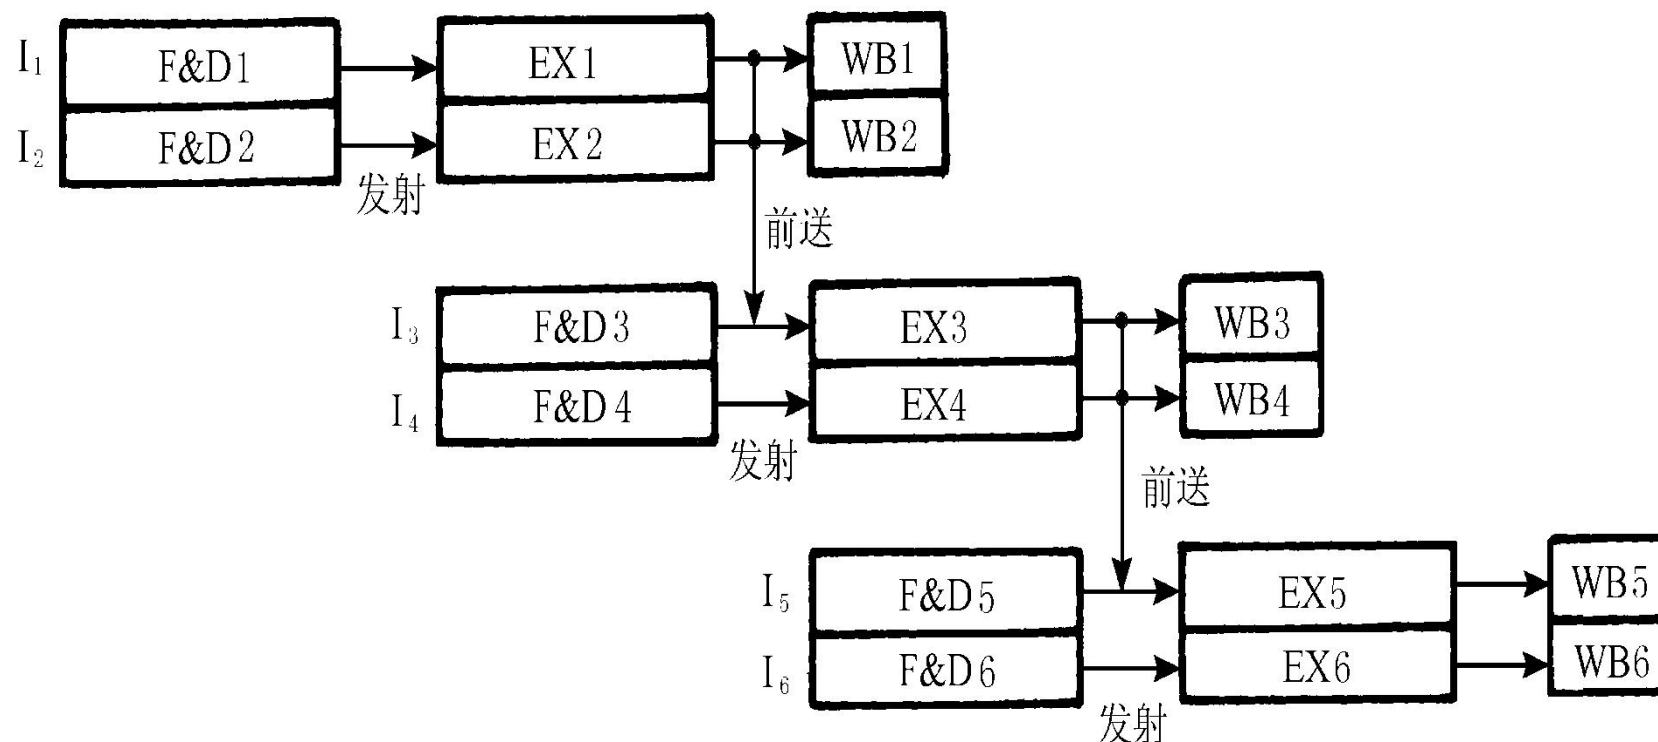 I₁ F&D1 EX1 WB1
I₂ F&D2 EX2 WB2
发射
前送
I₃ F&D3 EX3 WB3
I₄ F&D4 EX4 WB4
发射
前送
I₅ F&D5 EX5 WB5
I₆ F&D6 EX6 WB6
发射